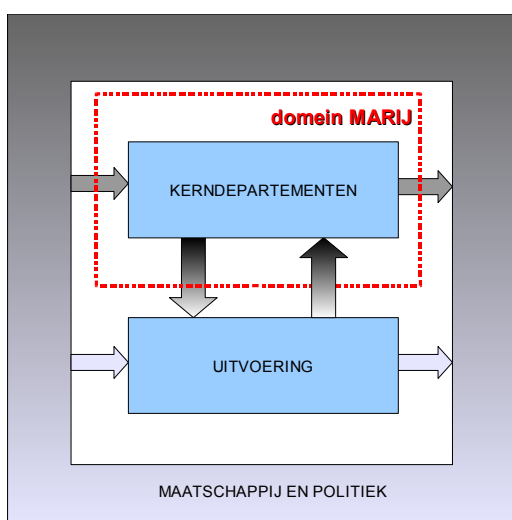 domein MARIJ
KERNDEPARTEMENTEN
UITVOERING
MAATSCHAPPIJ EN POLITIEK